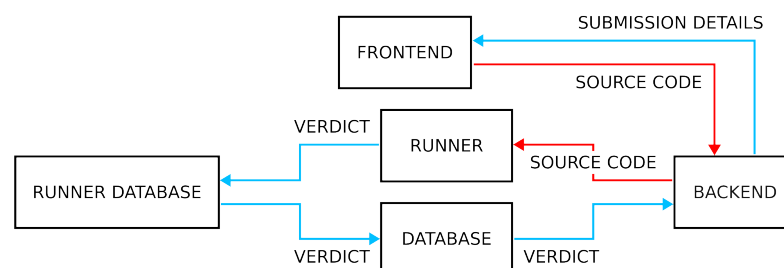 SUBMISSION DETAILS
FRONTEND
SOURCE CODE
VERDICT
RUNNER
SOURCE CODE
RUNNER DATABASE
BACKEND
DATABASE
VERDICT
VERDICT